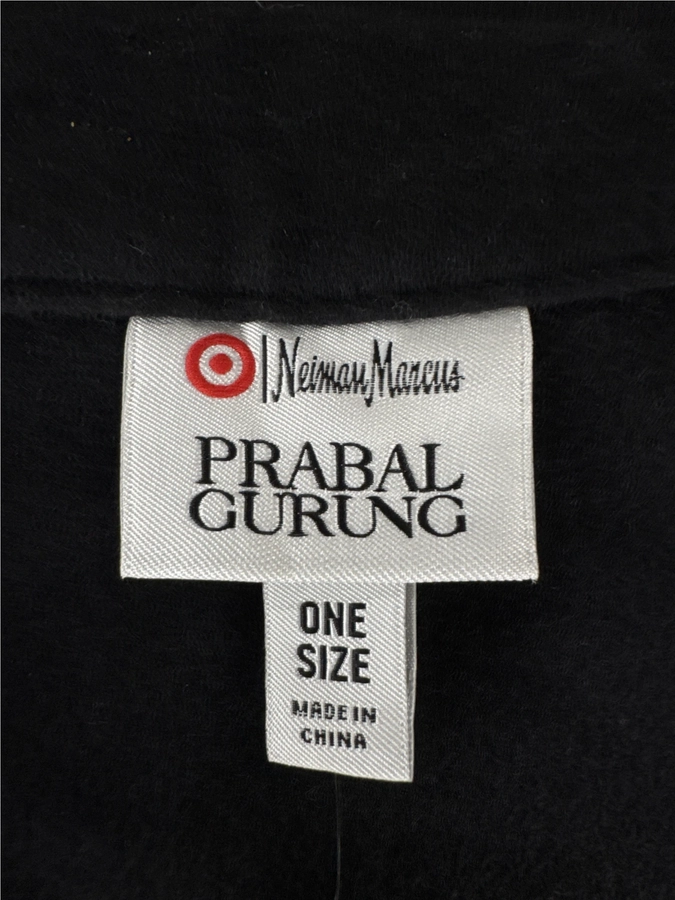 Neiman Marcus
PRABAL
GURUNG
ONE
SIZE
MADE IN
CHINA